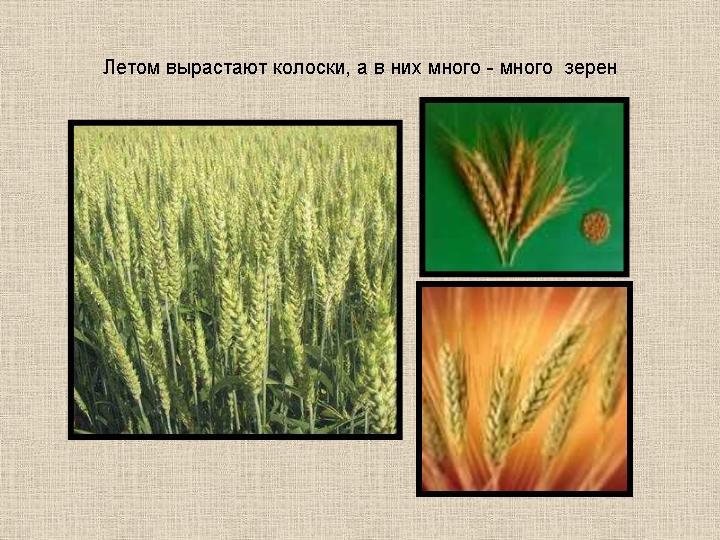 Летом вырастают колоски, а в них много - много  зерен